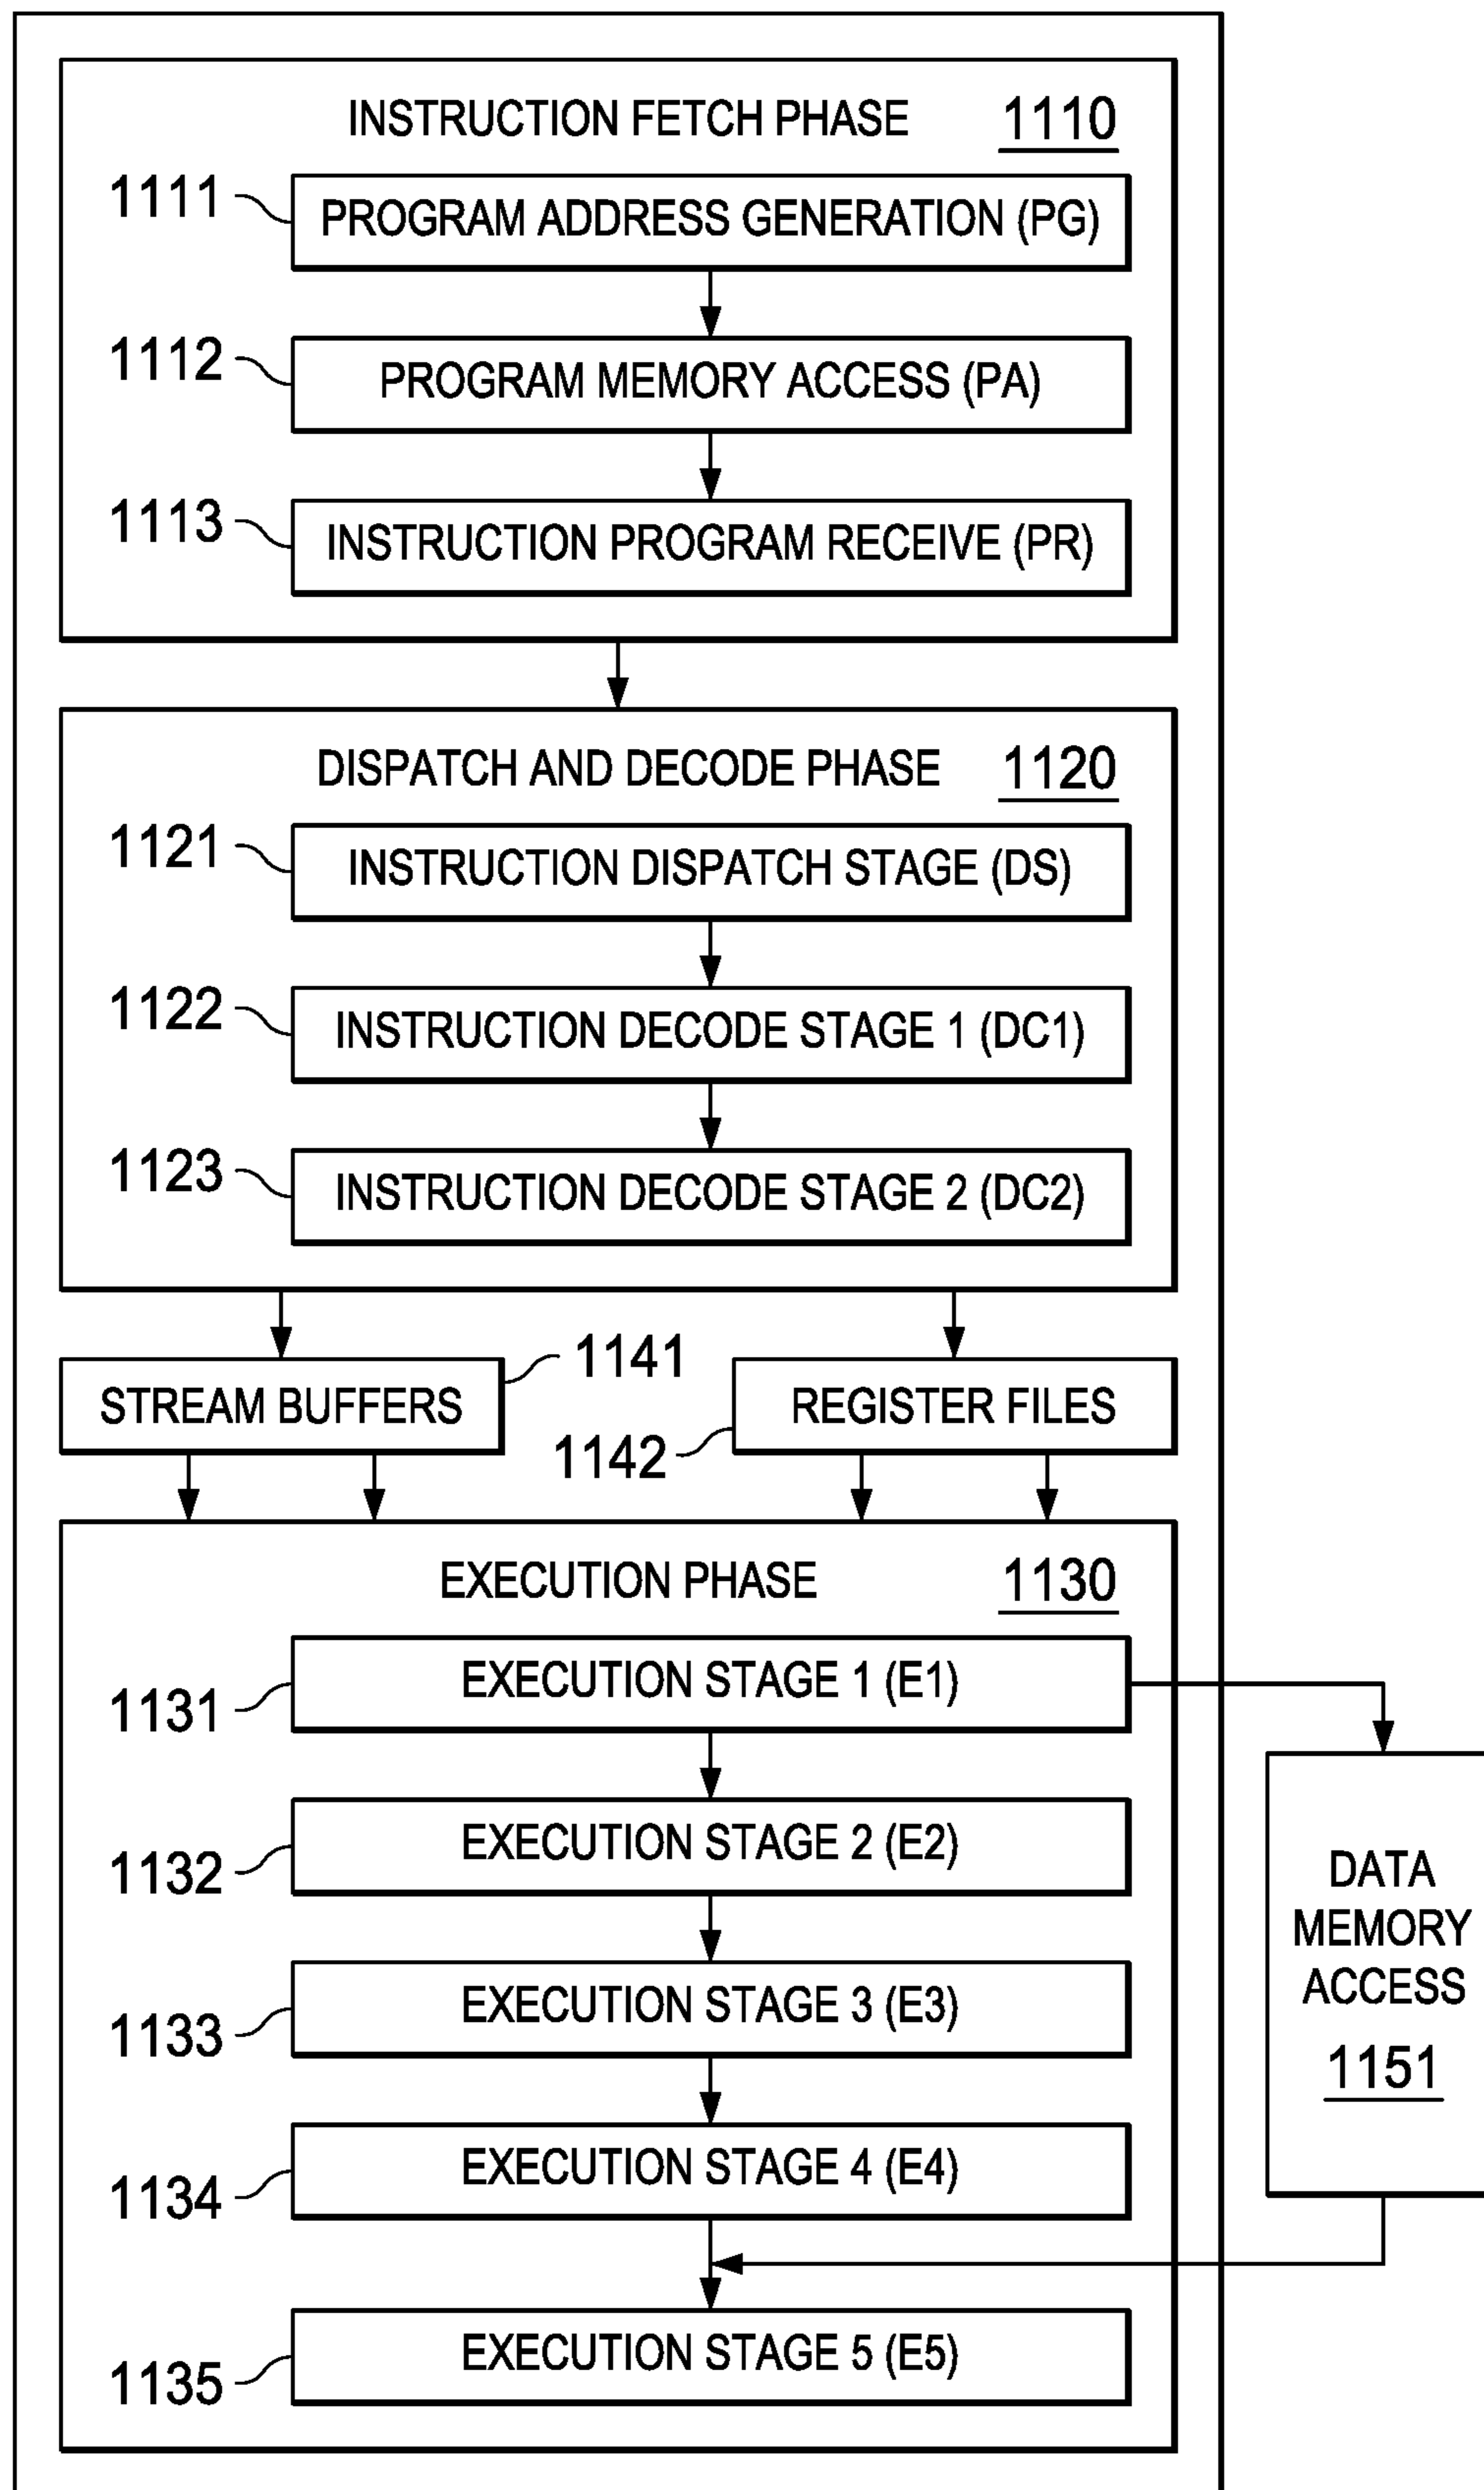 INSTRUCTION FETCH PHASE 1110
1111 PROGRAM ADDRESS GENERATION (PG)
1112 PROGRAM MEMORY ACCESS (PA)
1113 INSTRUCTION PROGRAM RECEIVE (PR)
DISPATCH AND DECODE PHASE 1120
1121 INSTRUCTION DISPATCH STAGE (DS)
1122 INSTRUCTION DECODE STAGE 1 (DC1)
1123 INSTRUCTION DECODE STAGE 2 (DC2)
STREAM BUFFERS 1141
1142 REGISTER FILES
EXECUTION PHASE 1130
1131 EXECUTION STAGE 1 (E1)
1132 EXECUTION STAGE 2 (E2)
1133 EXECUTION STAGE 3 (E3)
1134 EXECUTION STAGE 4 (E4)
1135 EXECUTION STAGE 5 (E5)
DATA
MEMORY
ACCESS
1151